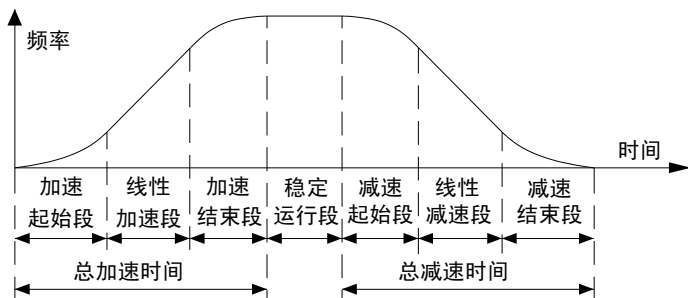 频率
时间
加速
起始段
线性
加速段
加速
结束段
稳定
运行段
减速
起始段
线性
减速段
减速
结束段
总加速时间
总减速时间